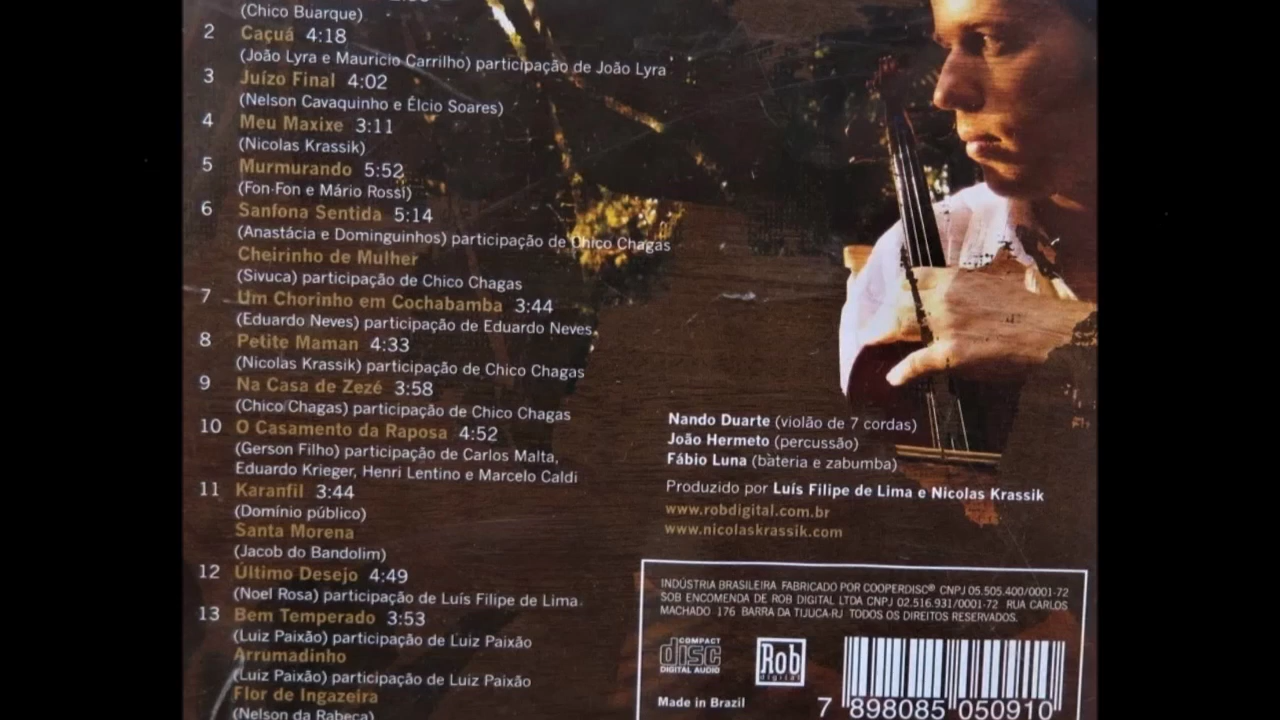 (Chico Buarque)
2 Caçuá 4:18
(João Lyra e Mauricio Carrilho) participação de João Lyra
3 Juízo Final 4:02
(Nelson Cavaquinho e Élcio Soares)
4 Meu Maxixe 3:11
(Nicolas Krassik)
5 Murmurando 5:52
(Fon-Fon e Mário Rossi)
6 Sanfona Sentida 5:14
(Anastácia e Dominguinhos) participação de Chico Chagas
Cheirinho de Mulher
(Sivuca) participação de Chico Chagas
7 Um Chorinho em Cochabamba 3:44
(Eduardo Neves) participação de Eduardo Neves
8 Petite Maman 4:33
(Nicolas Krassik) participação de Chico Chagas
9 Na Casa de Zezé 3:58
(Chico Chagas) participação de Chico Chagas
10 O Casamento da Raposa 4:52
(Gerson Filho) participação de Carlos Malta,
Eduardo Krieger, Henri Lentino e Marcelo Caldi
11 Karanfil 3:44
(Domínio público)
Santa Morena
(Jacob do Bandolim)
12 Último Desejo 4:49
(Noel Rosa) participação de Luís Filipe de Lima
13 Bem Temperado 3:53
(Luiz Paixão) participação de Luiz Paixão
Arrumadinho
(Luiz Paixão) participação de Luiz Paixão
Flor de Ingazeira
(Nelson da Rabeca)
Nando Duarte (violão de 7 cordas)
João Hermeto (percussão)
Fábio Luna (bateria e zabumba)
Produzido por Luís Filipe de Lima e Nicolas Krassik
www.robdigital.com.br
www.nicolaskrassik.com
INDÚSTRIA BRASILEIRA FABRICADO POR COOPERDISC® CNPJ 05.505.400/0001-72
SOB ENCOMENDA DE ROB DIGITAL LTDA CNPJ 02.516.931/0001-72 RUA CARLOS
MACHADO 176 BARRA DA TIJUCA-RJ TODOS OS DIREITOS RESERVADOS.
COMPACT
disc
DIGITAL AUDIO
Rob
digital
Made in Brazil
7 898085 050910